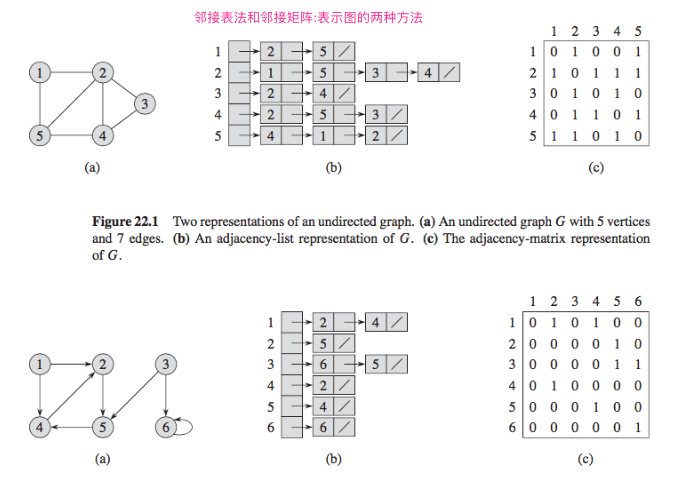 邻接表法和邻接矩阵:表示图的两种方法
1 2 3 4 5
(a)
1 2 5
2 1 5 3 4
3 2 4
4 2 5 3
5 4 1 2
(b)
1 2 3 4 5
1 0 1 0 0 1
2 1 0 1 1 1
3 0 1 0 1 0
4 0 1 1 0 1
5 1 1 0 1 0
(c)
Figure 22.1 Two representations of an undirected graph. (a) An undirected graph G with 5 vertices
and 7 edges. (b) An adjacency-list representation of G. (c) The adjacency-matrix representation
of G.
1 2 3
4 5 6
(a)
1 2 4
2 5
3 6 5
4 2
5 4
6 6
(b)
1 2 3 4 5 6
1 0 1 0 1 0 0
2 0 0 0 0 1 0
3 0 0 0 0 1 1
4 0 1 0 0 0 0
5 0 0 0 1 0 0
6 0 0 0 0 0 1
(c)